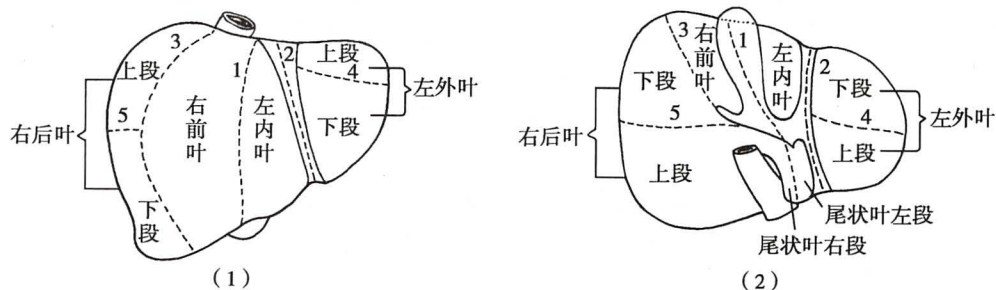 3
上段
5
右后叶
右前叶
1
左内叶
2
上段
4
左外叶
下段
下段
（1）
3
右前叶
1
左内叶
2
下段
5
右后叶
上段
下段
4
左外叶
上段
尾状叶左段
尾状叶右段
（2）